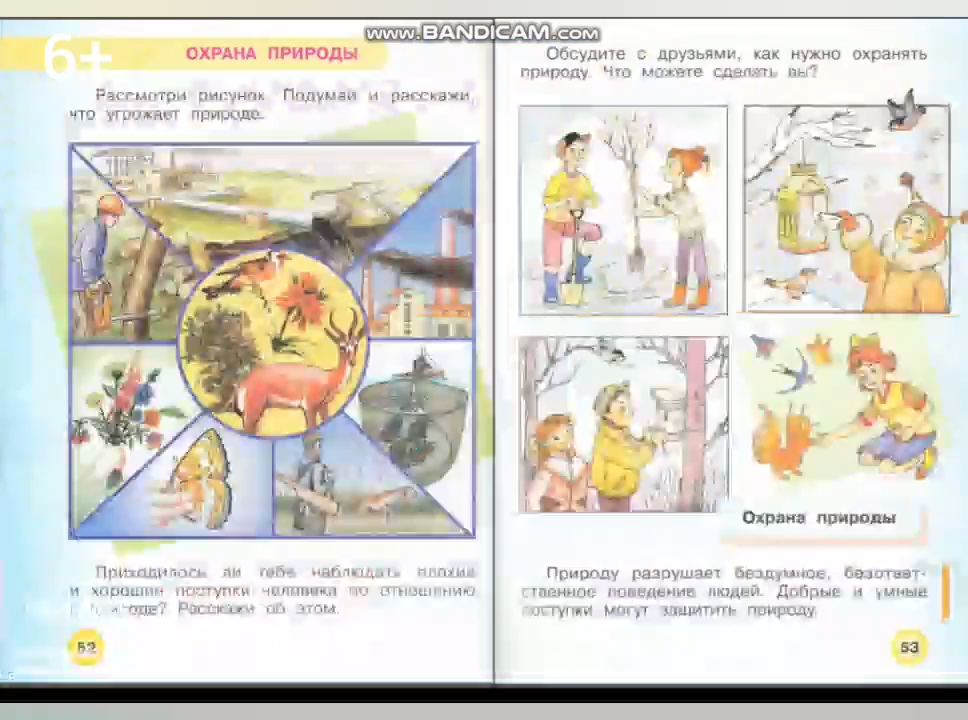 www.BANDICAM.com
6+
ОХРАНА ПРИРОДЫ
Рассмотри рисунок. Подумай и расскажи,
что угрожает природе.
Приходилось ли тебе наблюдать плохие
и хорошие поступки человека по отношению
к природе? Расскажи об этом.
52
Обсудите с друзьями, как нужно охранять
природу. Что можете сделать вы?
Охрана природы
Природу разрушает бездумное, безответ-
ственное поведение людей. Добрые и умные
поступки могут защитить природу.
53